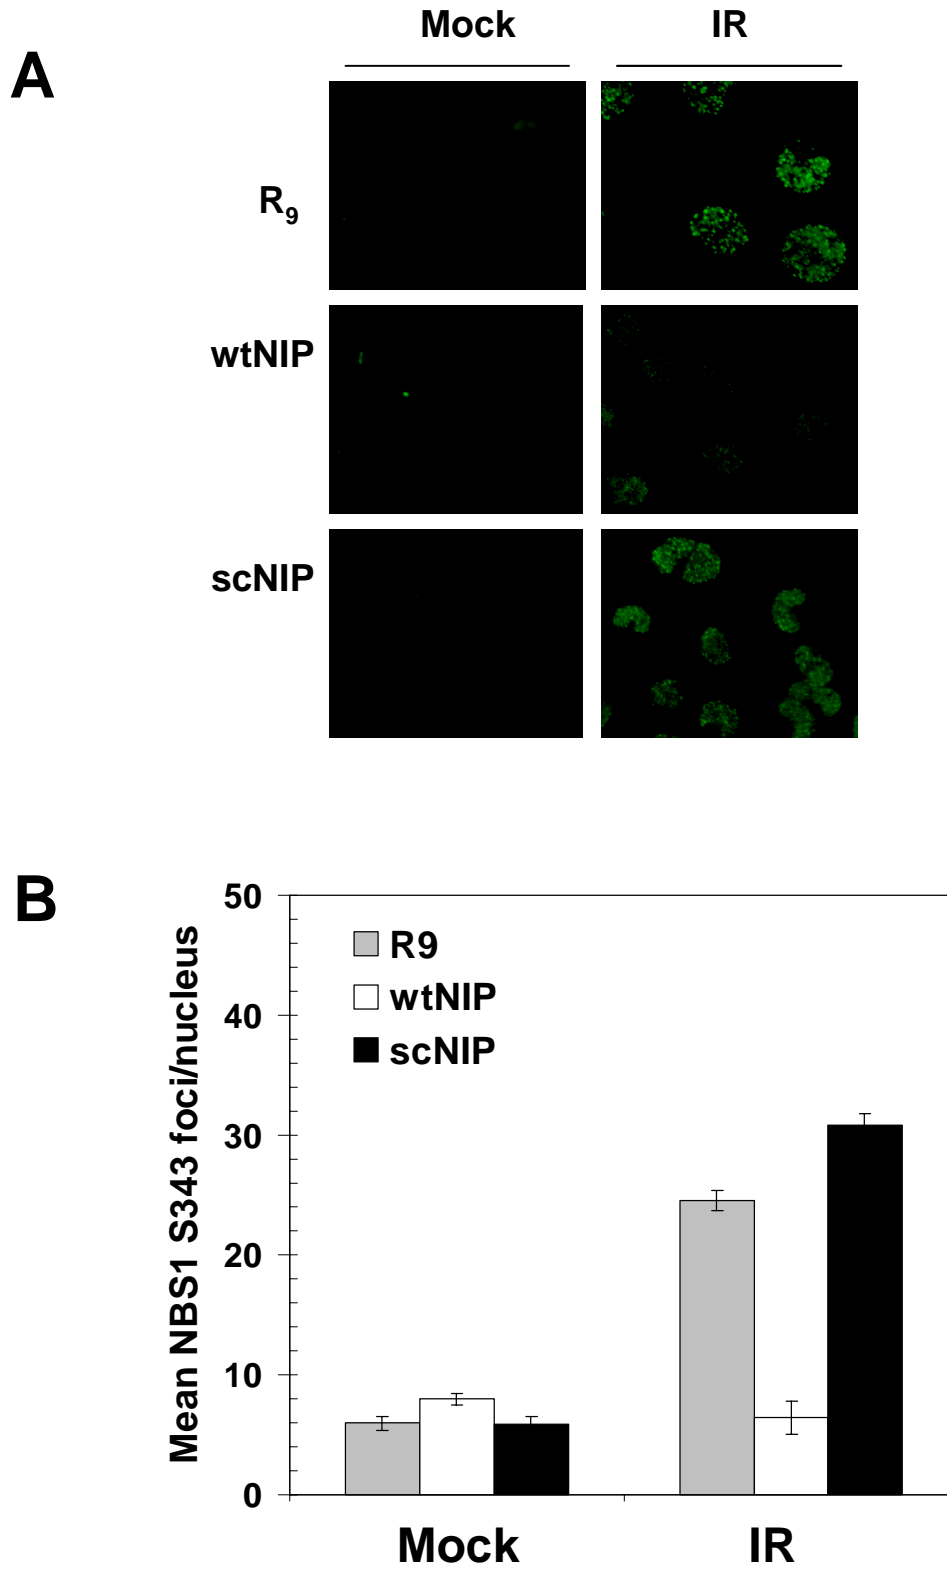 Mock IR
A
R9
wtNIP
scNIP
B
50
40
30
20
10
0
Mean NBS1 S343 foci/nucleus
R9
wtNIP
scNIP
Mock IR